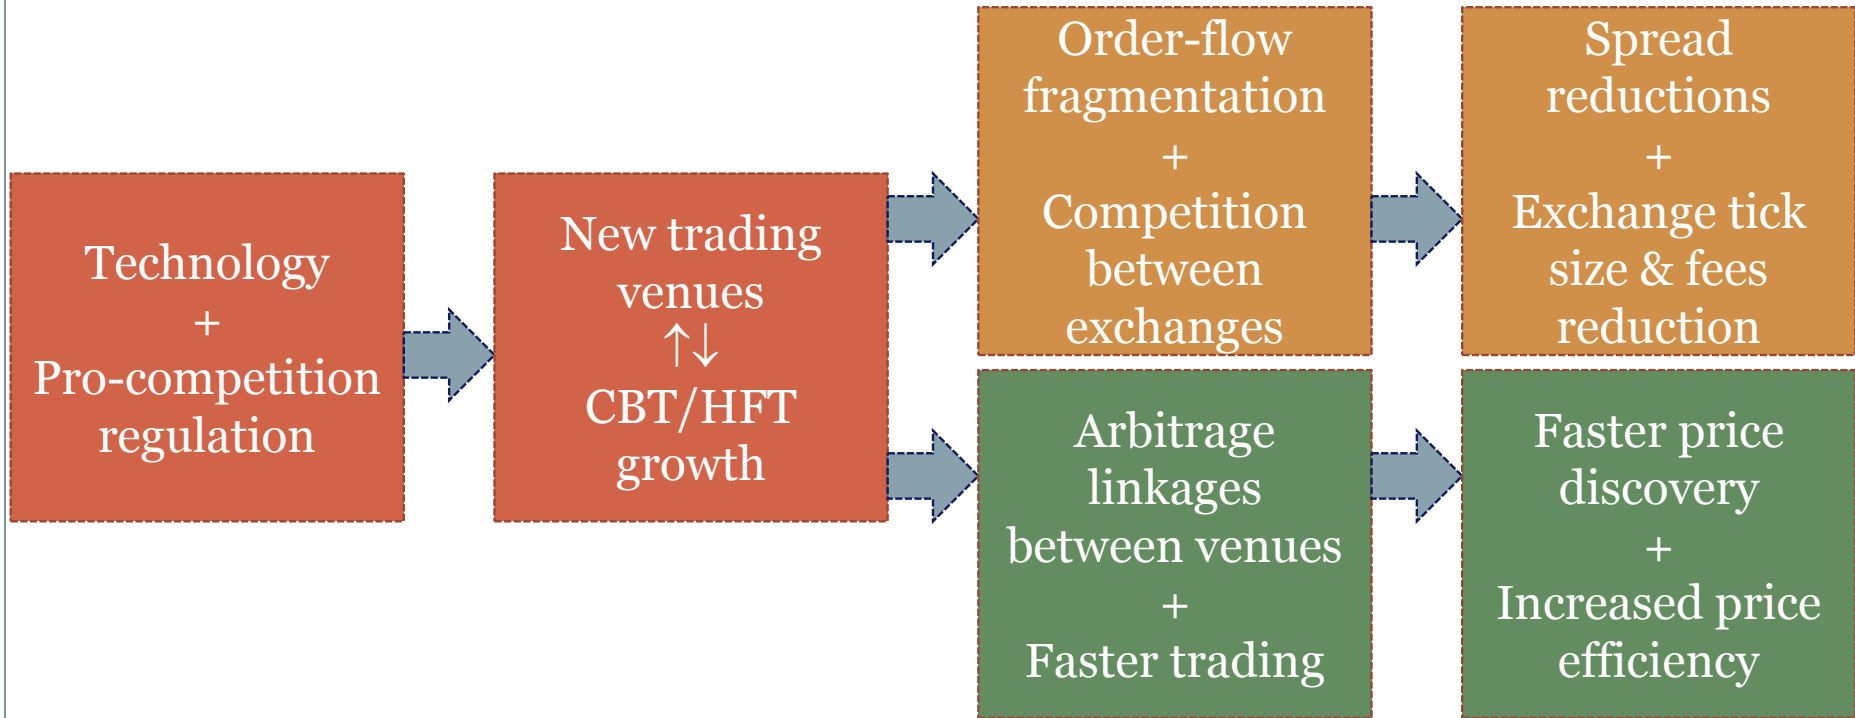 Technology
+
Pro-competition
regulation
New trading
venues
↑↓
CBT/HFT
growth
Order-flow
fragmentation
+
Competition
between
exchanges
Spread
reductions
+
Exchange tick
size & fees
reduction
Arbitrage
linkages
between venues
+
Faster trading
Faster price
discovery
+
Increased price
efficiency